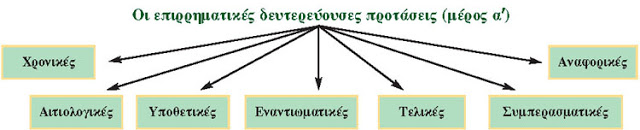 Οι επιρρηματικές δευτερεύουσες προτάσεις (μέρος α′)
Χρονικές
Αναφορικές
Αιτιολογικές
Υποθετικές
Εναντιωματικές
Τελικές
Συμπερασματικές